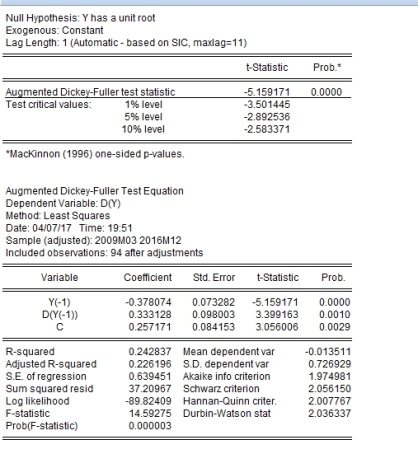 Null Hypothesis: Y has a unit root
Exogenous: Constant
Lag Length: 1 (Automatic - based on SIC, maxlag=11)
t-Statistic Prob.*
Augmented Dickey-Fuller test statistic -5.159171 0.0000
Test critical values: 1% level -3.501445
5% level -2.892536
10% level -2.583371
*MacKinnon (1996) one-sided p-values.
Augmented Dickey-Fuller Test Equation
Dependent Variable: D(Y)
Method: Least Squares
Date: 04/07/17 Time: 19:51
Sample (adjusted): 2009M03 2016M12
Included observations: 94 after adjustments
Variable Coefficient Std. Error t-Statistic Prob.
Y(-1) -0.378074 0.073282 -5.159171 0.0000
D(Y(-1)) 0.333128 0.098003 3.399163 0.0010
C 0.257171 0.084153 3.056006 0.0029
R-squared 0.242837 Mean dependent var -0.013511
Adjusted R-squared 0.226196 S.D. dependent var 0.726929
S.E. of regression 0.639451 Akaike info criterion 1.974981
Sum squared resid 37.20967 Schwarz criterion 2.056150
Log likelihood -89.82409 Hannan-Quinn criter. 2.007767
F-statistic 14.59275 Durbin-Watson stat 2.036337
Prob(F-statistic) 0.000003